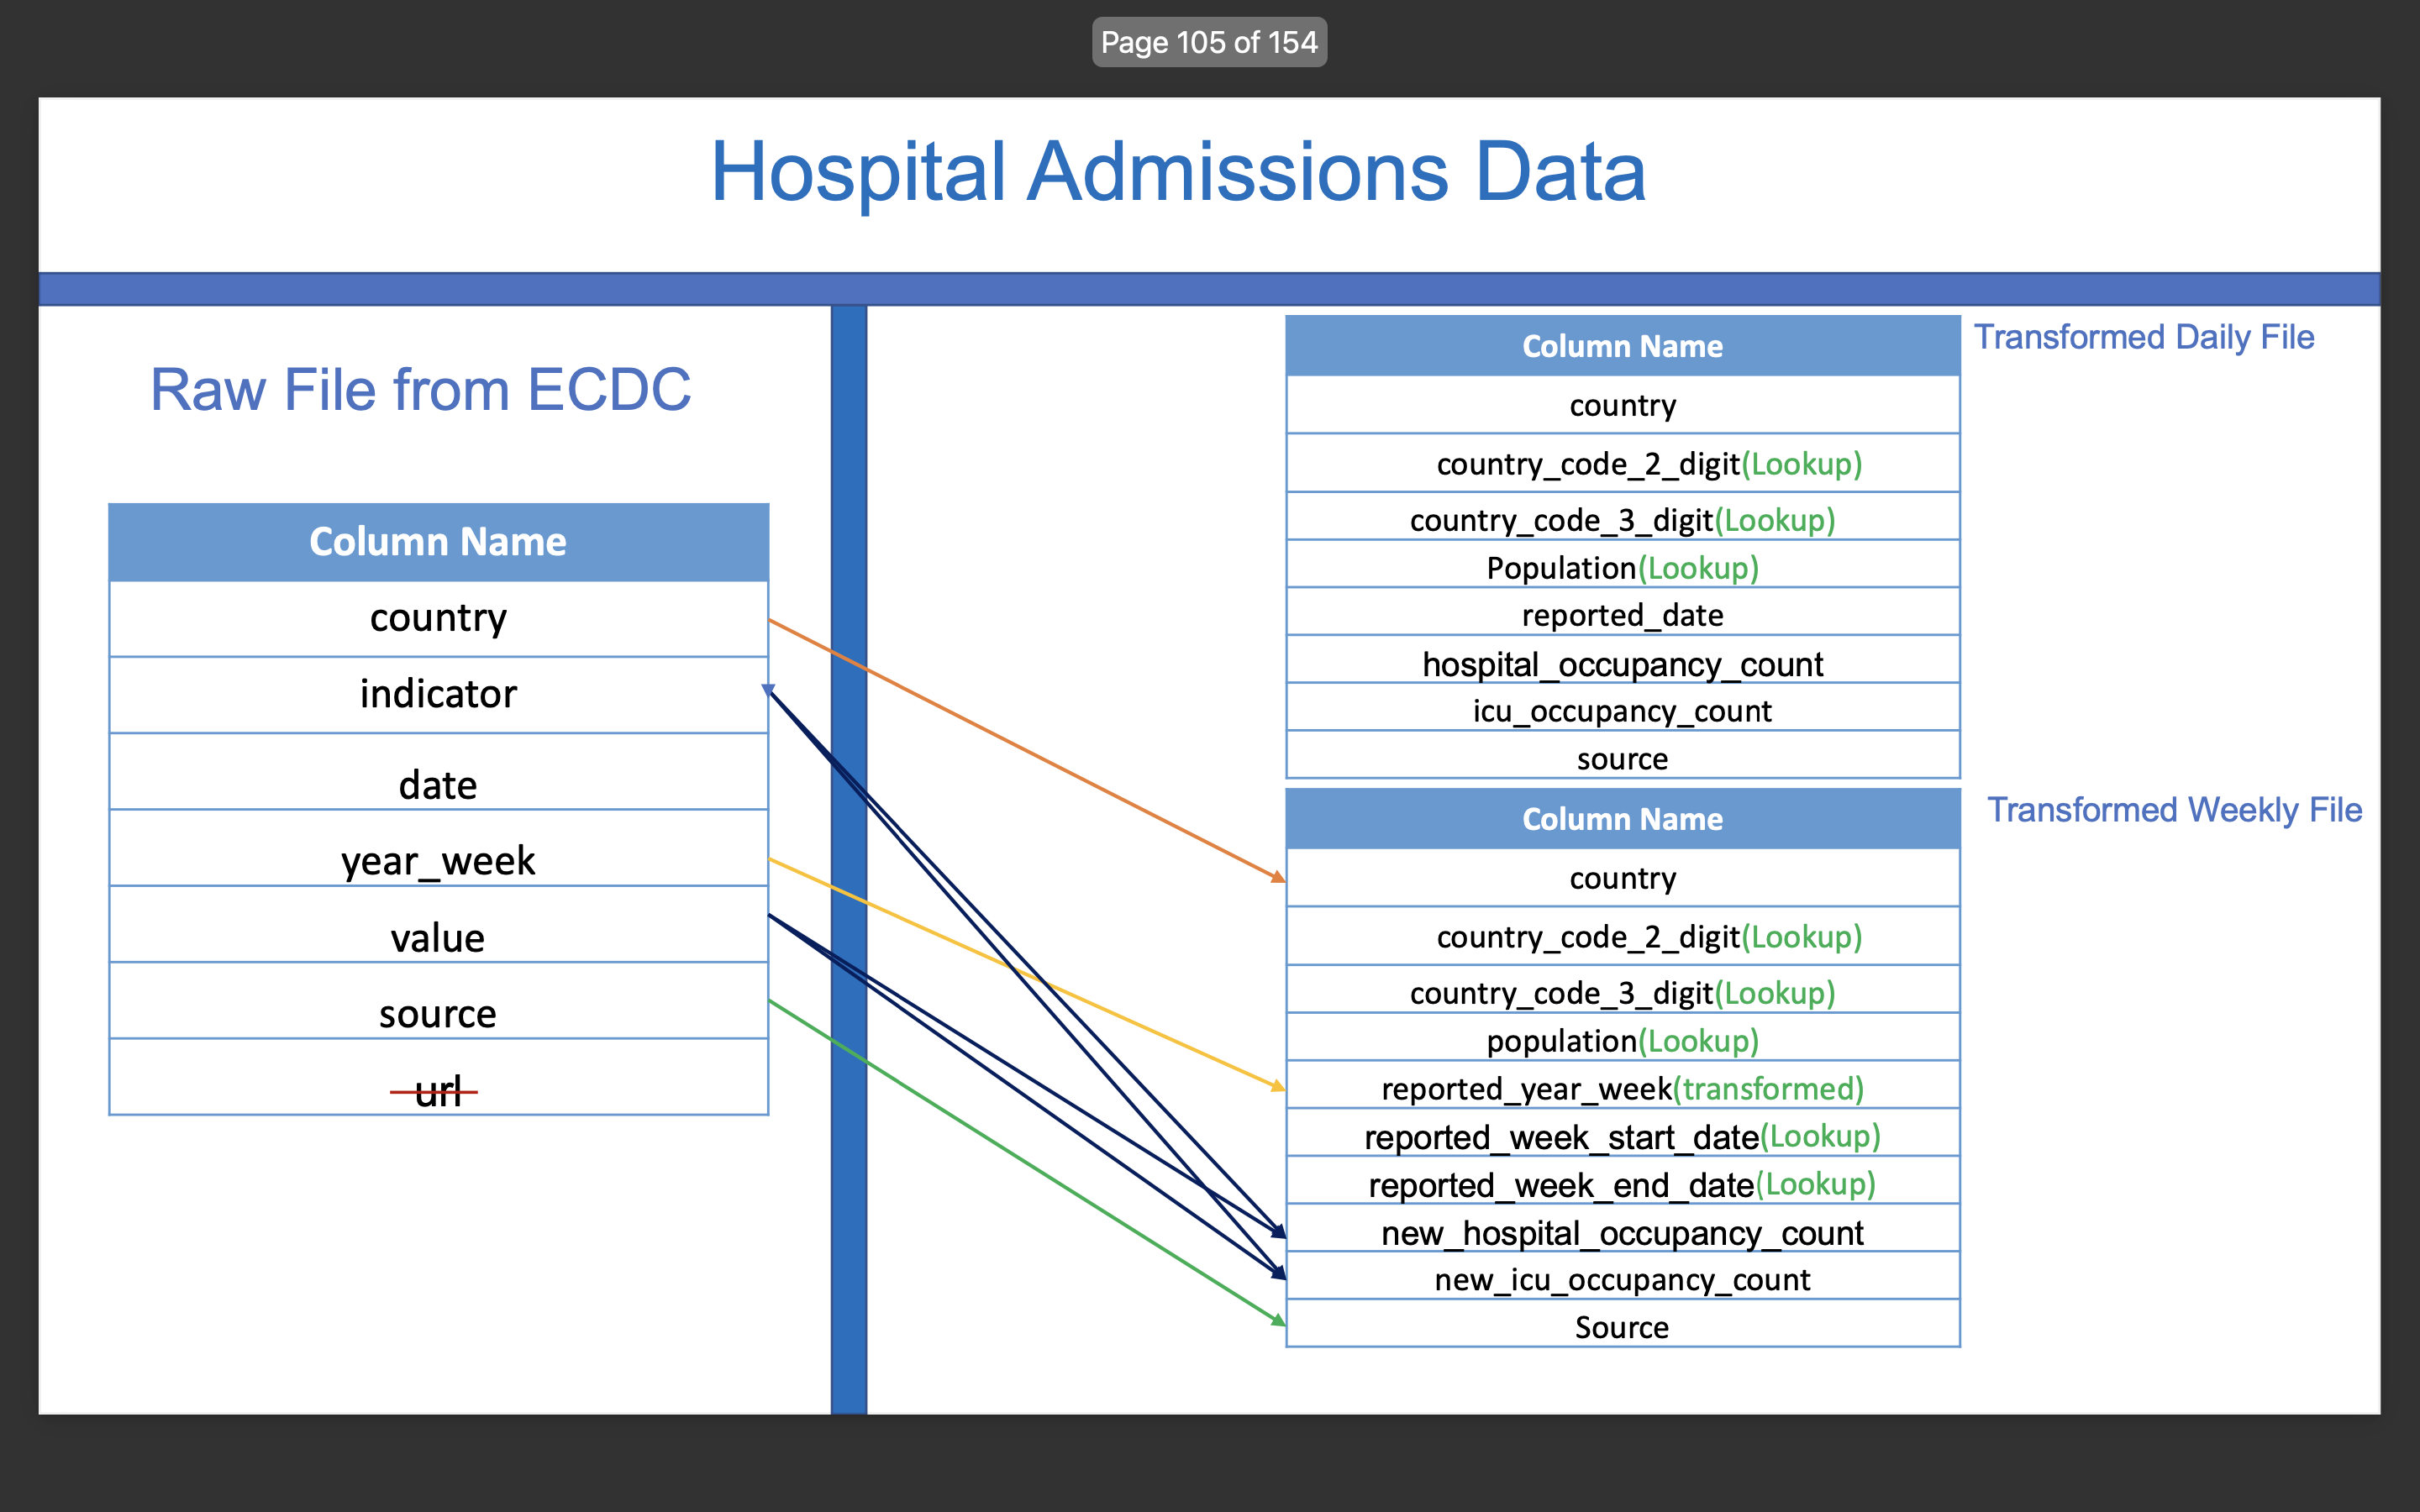 Page 105 of 154
Hospital Admissions Data
Raw File from ECDC
Column Name
country
indicator
date
year_week
value
source
url
Transformed Daily File
Column Name
country
country_code_2_digit(Lookup)
country_code_3_digit(Lookup)
Population(Lookup)
reported_date
hospital_occupancy_count
icu_occupancy_count
source
Transformed Weekly File
Column Name
country
country_code_2_digit(Lookup)
country_code_3_digit(Lookup)
population(Lookup)
reported_year_week(transformed)
reported_week_start_date(Lookup)
reported_week_end_date(Lookup)
new_hospital_occupancy_count
new_icu_occupancy_count
Source